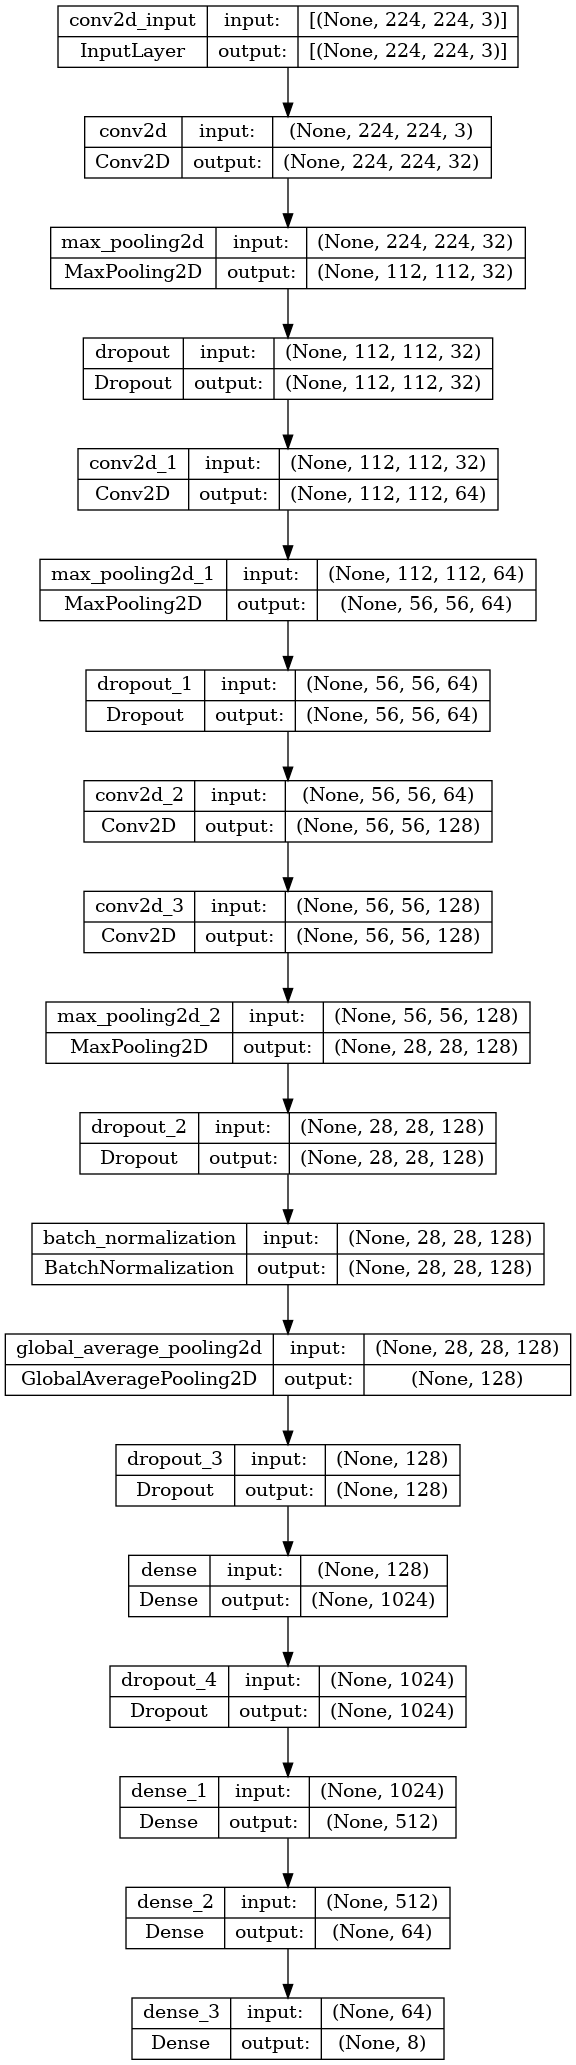 conv2d_input input: [(None, 224, 224, 3)]
InputLayer output: [(None, 224, 224, 3)]
conv2d input: (None, 224, 224, 3)
Conv2D output: (None, 224, 224, 32)
max_pooling2d input: (None, 224, 224, 32)
MaxPooling2D output: (None, 112, 112, 32)
dropout input: (None, 112, 112, 32)
Dropout output: (None, 112, 112, 32)
conv2d_1 input: (None, 112, 112, 32)
Conv2D output: (None, 112, 112, 64)
max_pooling2d_1 input: (None, 112, 112, 64)
MaxPooling2D output: (None, 56, 56, 64)
dropout_1 input: (None, 56, 56, 64)
Dropout output: (None, 56, 56, 64)
conv2d_2 input: (None, 56, 56, 64)
Conv2D output: (None, 56, 56, 128)
conv2d_3 input: (None, 56, 56, 128)
Conv2D output: (None, 56, 56, 128)
max_pooling2d_2 input: (None, 56, 56, 128)
MaxPooling2D output: (None, 28, 28, 128)
dropout_2 input: (None, 28, 28, 128)
Dropout output: (None, 28, 28, 128)
batch_normalization input: (None, 28, 28, 128)
BatchNormalization output: (None, 28, 28, 128)
global_average_pooling2d input: (None, 28, 28, 128)
GlobalAveragePooling2D output: (None, 128)
dropout_3 input: (None, 128)
Dropout output: (None, 128)
dense input: (None, 128)
Dense output: (None, 1024)
dropout_4 input: (None, 1024)
Dropout output: (None, 1024)
dense_1 input: (None, 1024)
Dense output: (None, 512)
dense_2 input: (None, 512)
Dense output: (None, 64)
dense_3 input: (None, 64)
Dense output: (None, 8)